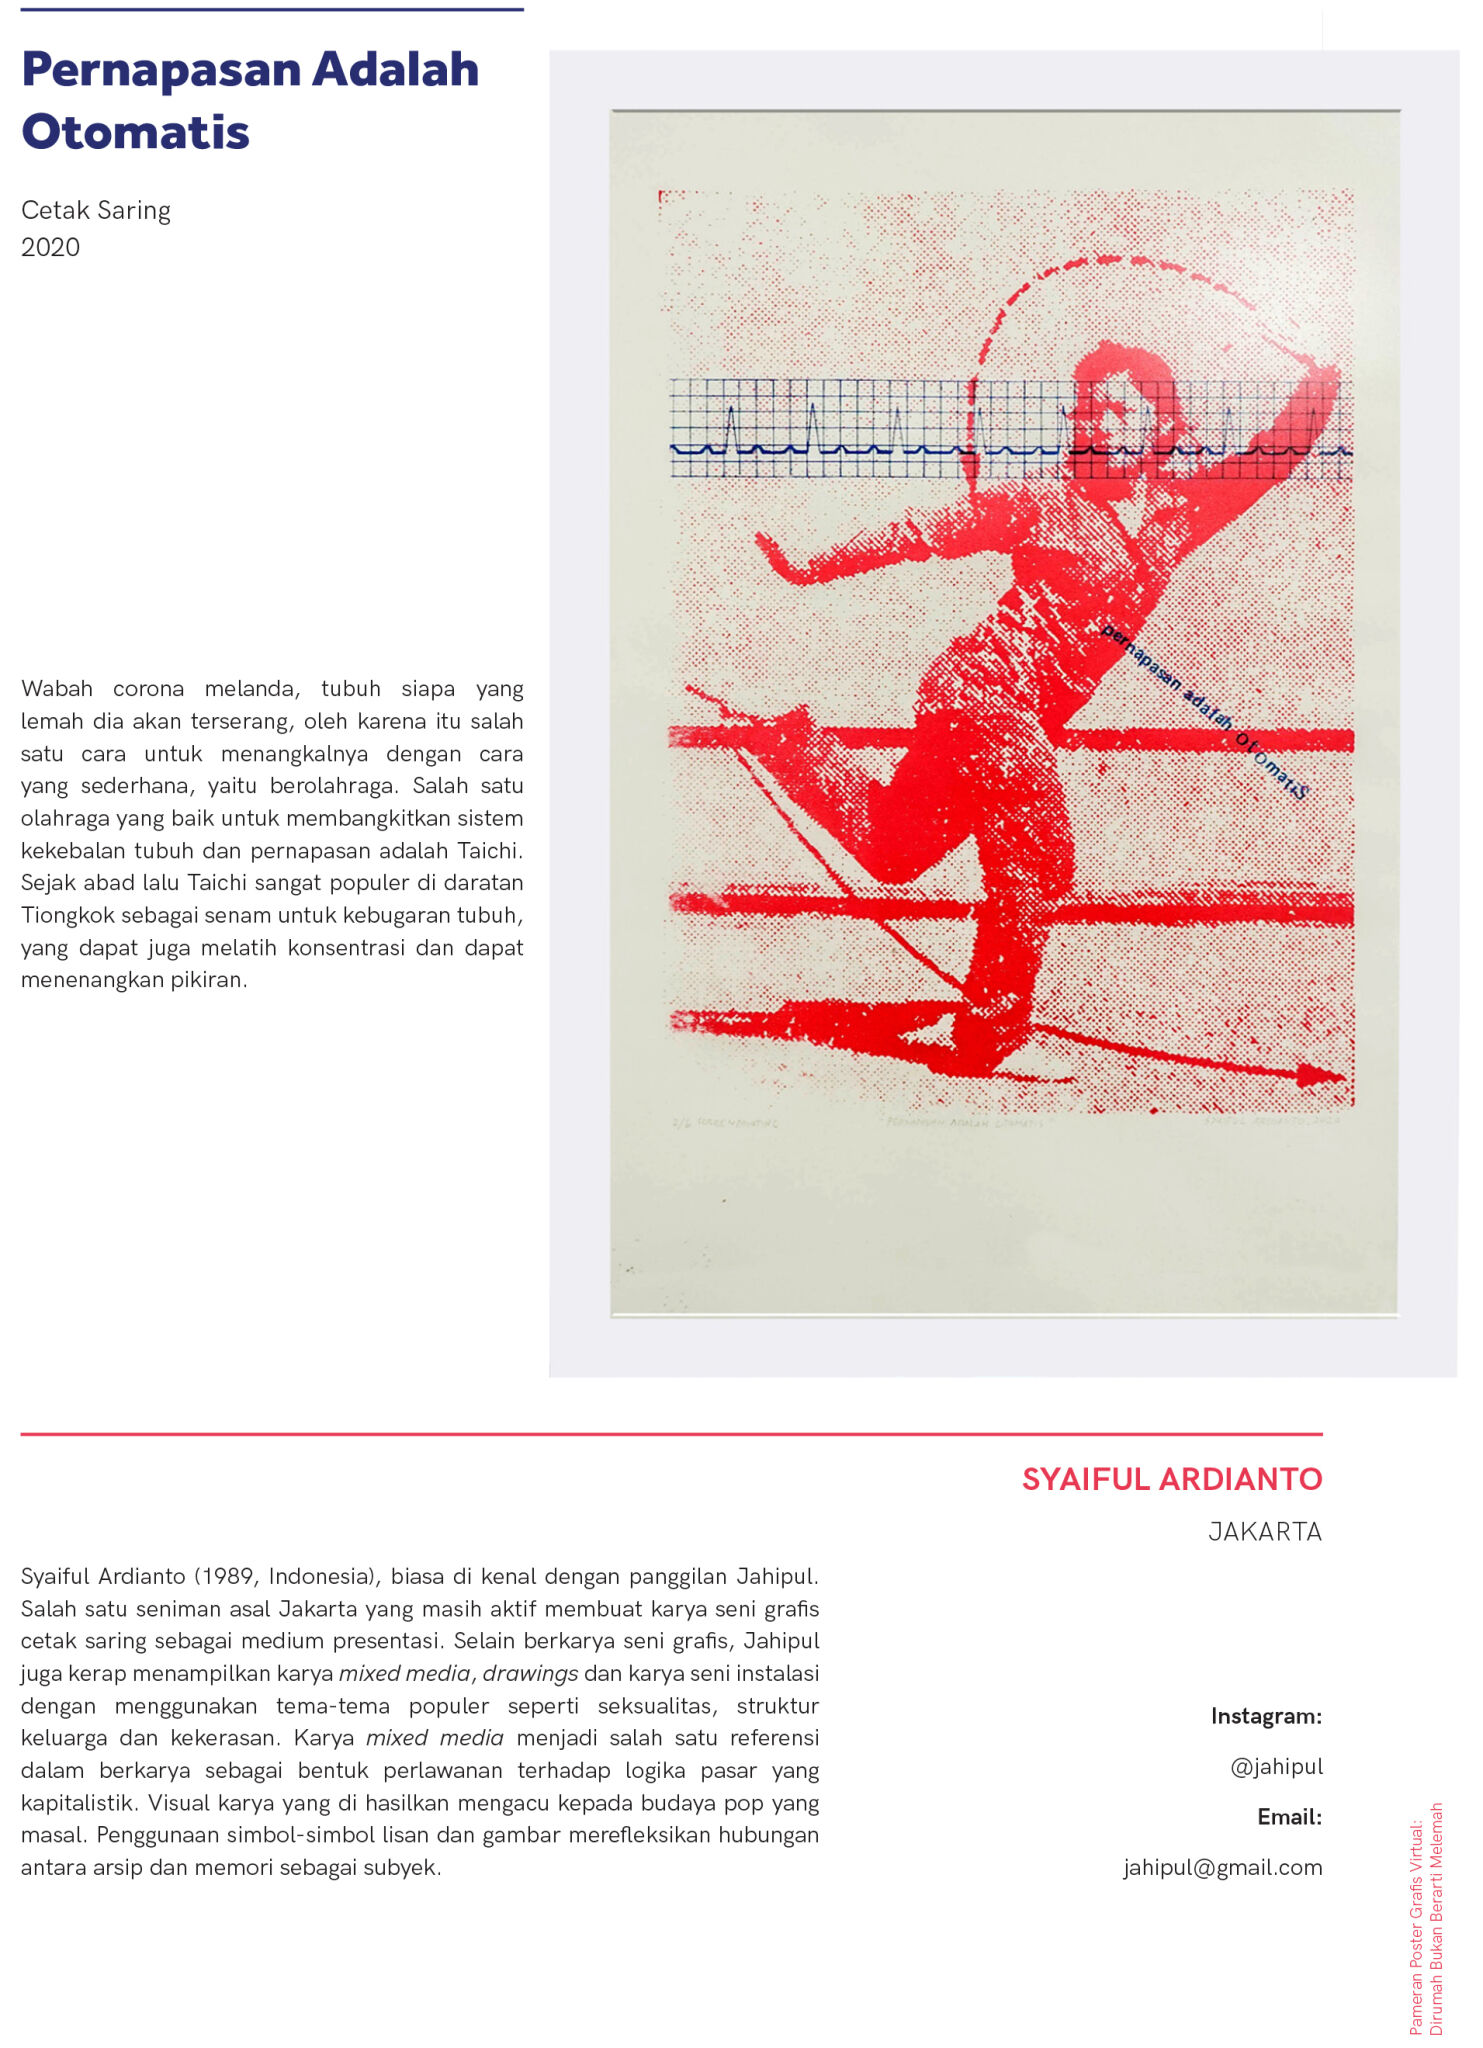 Pernapasan Adalah
Otomatis
Cetak Saring
2020
Wabah corona melanda, tubuh siapa yang
lemah dia akan terserang, oleh karena itu salah
satu cara untuk menangkalnya dengan cara
yang sederhana, yaitu berolahraga. Salah satu
olahraga yang baik untuk membangkitkan sistem
kekebalan tubuh dan pernapasan adalah Taichi.
Sejak abad lalu Taichi sangat populer di daratan
Tiongkok sebagai senam untuk kebugaran tubuh,
yang dapat juga melatih konsentrasi dan dapat
menenangkan pikiran.
pernapasan adalah OtomatiS
"PERNAPASAN ADALAH OTOMATIS"
SYAIFUL ARDIANTO, 2020
SYAIFUL ARDIANTO
JAKARTA
Syaiful Ardianto (1989, Indonesia), biasa di kenal dengan panggilan Jahipul.
Salah satu seniman asal Jakarta yang masih aktif membuat karya seni grafis
cetak saring sebagai medium presentasi. Selain berkarya seni grafis, Jahipul
juga kerap menampilkan karya mixed media, drawings dan karya seni instalasi
dengan menggunakan tema-tema populer seperti seksualitas, struktur
keluarga dan kekerasan. Karya mixed media menjadi salah satu referensi
dalam berkarya sebagai bentuk perlawanan terhadap logika pasar yang
kapitalistik. Visual karya yang di hasilkan mengacu kepada budaya pop yang
masal. Penggunaan simbol-simbol lisan dan gambar merefleksikan hubungan
antara arsip dan memori sebagai subyek.
Instagram:
@jahipul
Email:
jahipul@gmail.com
Pameran Poster Grafis Virtual:
Dirumah Bukan Berarti Melemah